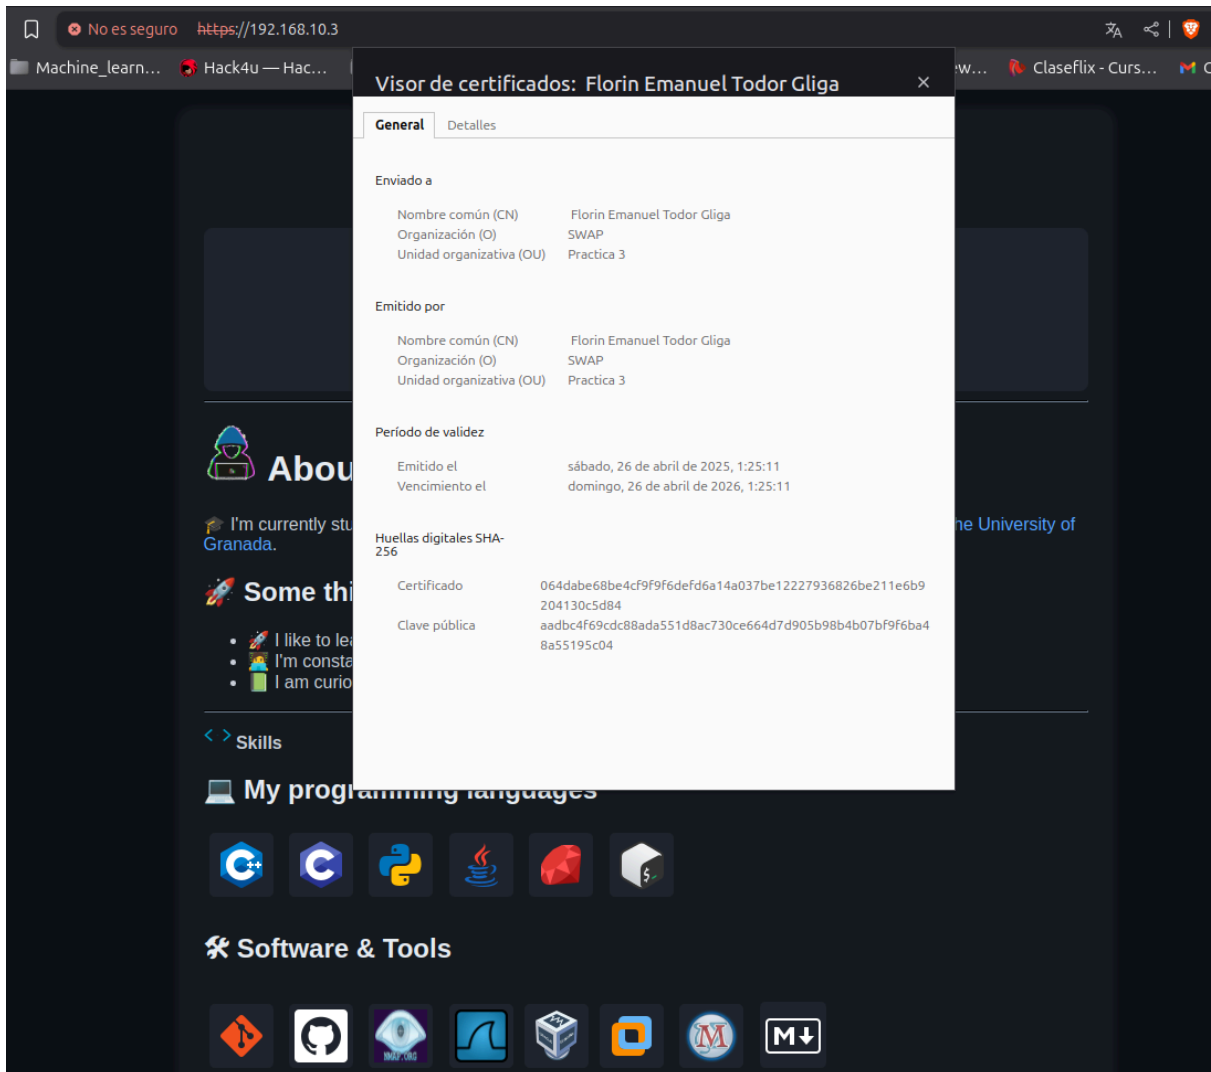 No es seguro https://192.168.10.3
Machine_learn... Hack4u — Hac... ew... Claseflix - Curs...
Visor de certificados: Florin Emanuel Todor Gliga
General Detalles
Enviado a
Nombre común (CN) Florin Emanuel Todor Gliga
Organización (O) SWAP
Unidad organizativa (OU) Practica 3
Emitido por
Nombre común (CN) Florin Emanuel Todor Gliga
Organización (O) SWAP
Unidad organizativa (OU) Practica 3
Período de validez
Emitido el sábado, 26 de abril de 2025, 1:25:11
Vencimiento el domingo, 26 de abril de 2026, 1:25:11
Huellas digitales SHA-
256
Certificado 064dabe68be4cf9f9f6defd6a14a037be12227936826be211e6b9
204130c5d84
Clave pública aadbc4f69cdc88ada551d8ac730ce664d7d905b98b4b07bf9f6ba4
8a55195c04
Abou
I'm currently stu he University of
Granada.
Some thi
I like to lea
I'm consta
I am curio
Skills
My programming languages
Software & Tools
NMAP.ORG